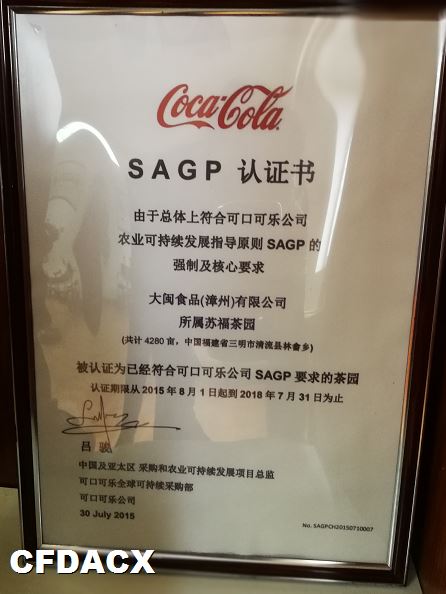 Coca-Cola
SAGP 认证书
由于总体上符合可口可乐公司
农业可持续发展指导原则 SAGP 的
强制及核心要求
大闽食品(漳州)有限公司
所属苏福茶园
(共计 4280 亩，中国福建省三明市清流县林畲乡)
被认证为已经符合可口可乐公司 SAGP 要求的茶园
认证期限从 2015 年 8 月 1 日起到 2018 年 7 月 31 日为止
吕 骏
中国及亚太区 采购和农业可持续发展项目总监
可口可乐全球可持续采购部
可口可乐公司
30 July 2015
No. SAGPCH20150710007
CFDACX